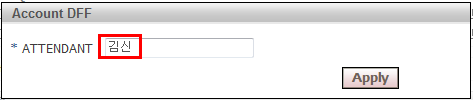 Account DFF
* ATTENDANT 김신
Apply